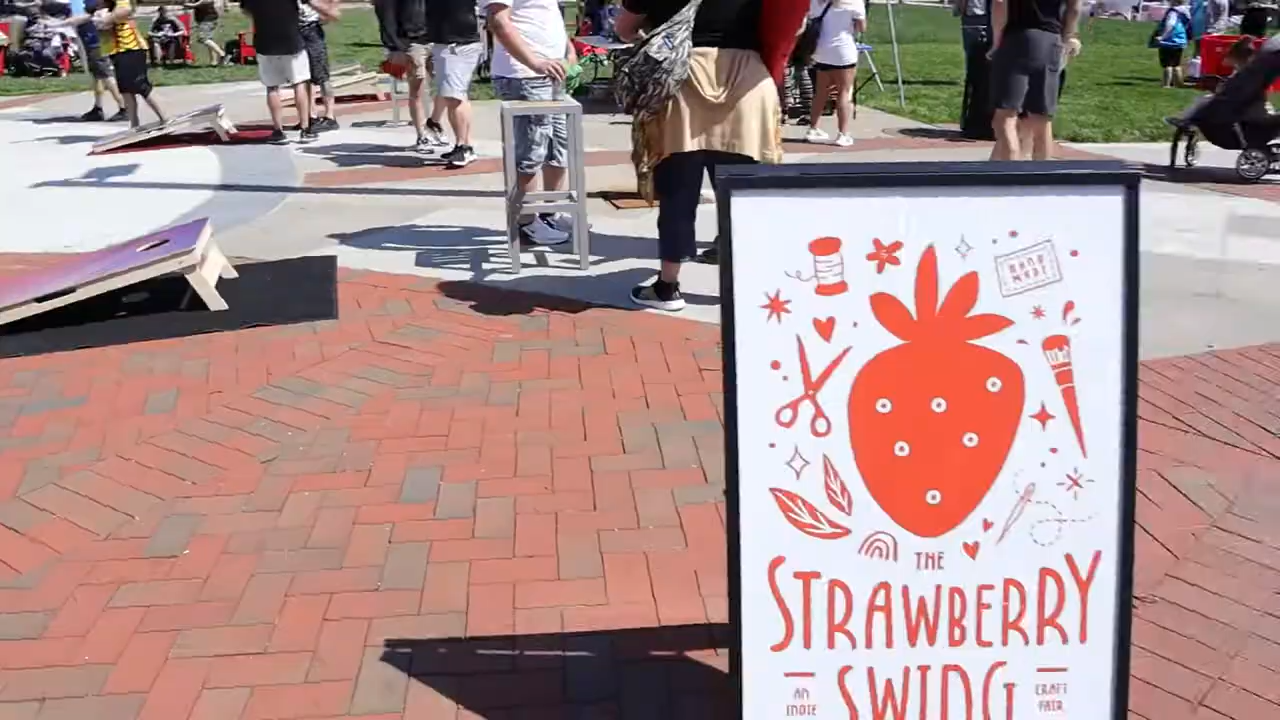 HAND
MADE
THE
STRAWBERRY
SWING
AN
INDIE
CRAFT
FAIR